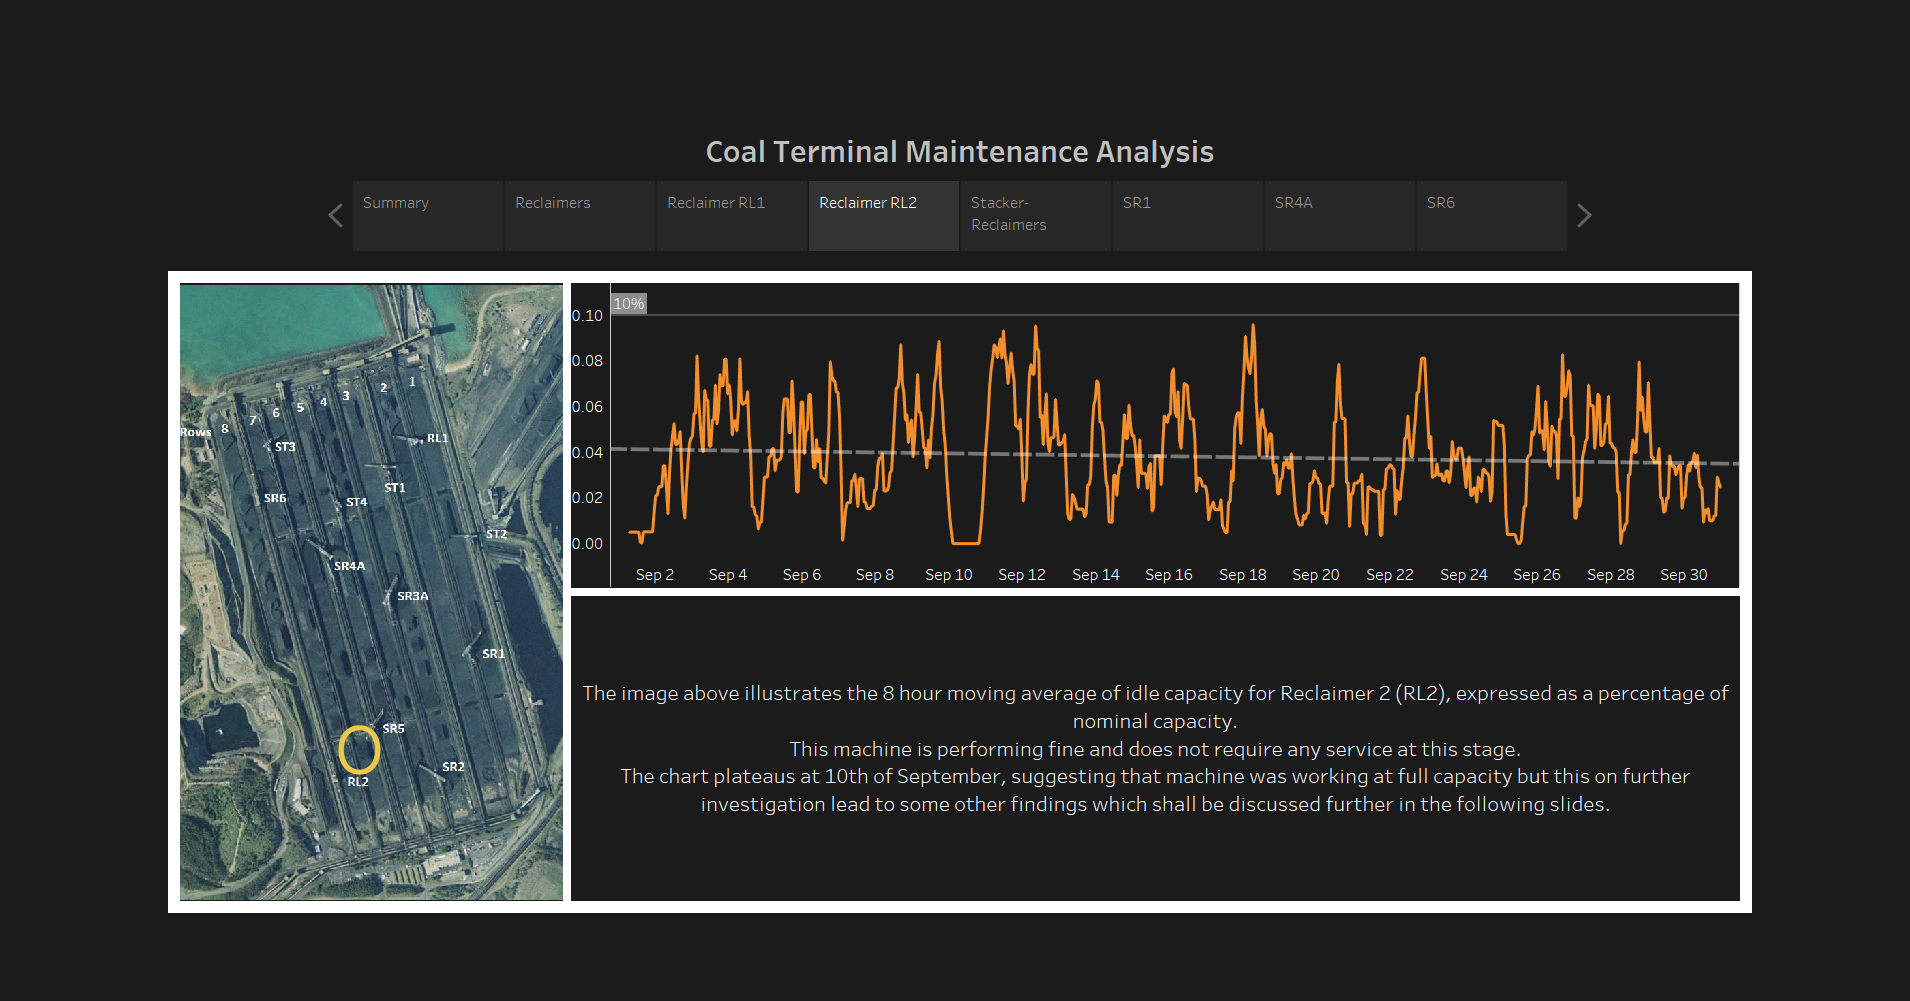 Coal Terminal Maintenance Analysis
Summary
Reclaimers
Reclaimer RL1
Reclaimer RL2
Stacker-
Reclaimers
SR1
SR4A
SR6
1
2
3
4
5
6
7
8
Rows
RL1
ST3
ST1
SR6
ST4
ST2
SR4A
SR3A
SR1
SR5
SR2
RL2
10%
0.10
0.08
0.06
0.04
0.02
0.00
Sep 2 Sep 4 Sep 6 Sep 8 Sep 10 Sep 12 Sep 14 Sep 16 Sep 18 Sep 20 Sep 22 Sep 24 Sep 26 Sep 28 Sep 30
The image above illustrates the 8 hour moving average of idle capacity for Reclaimer 2 (RL2), expressed as a percentage of
nominal capacity.
This machine is performing fine and does not require any service at this stage.
The chart plateaus at 10th of September, suggesting that machine was working at full capacity but this on further
investigation lead to some other findings which shall be discussed further in the following slides.